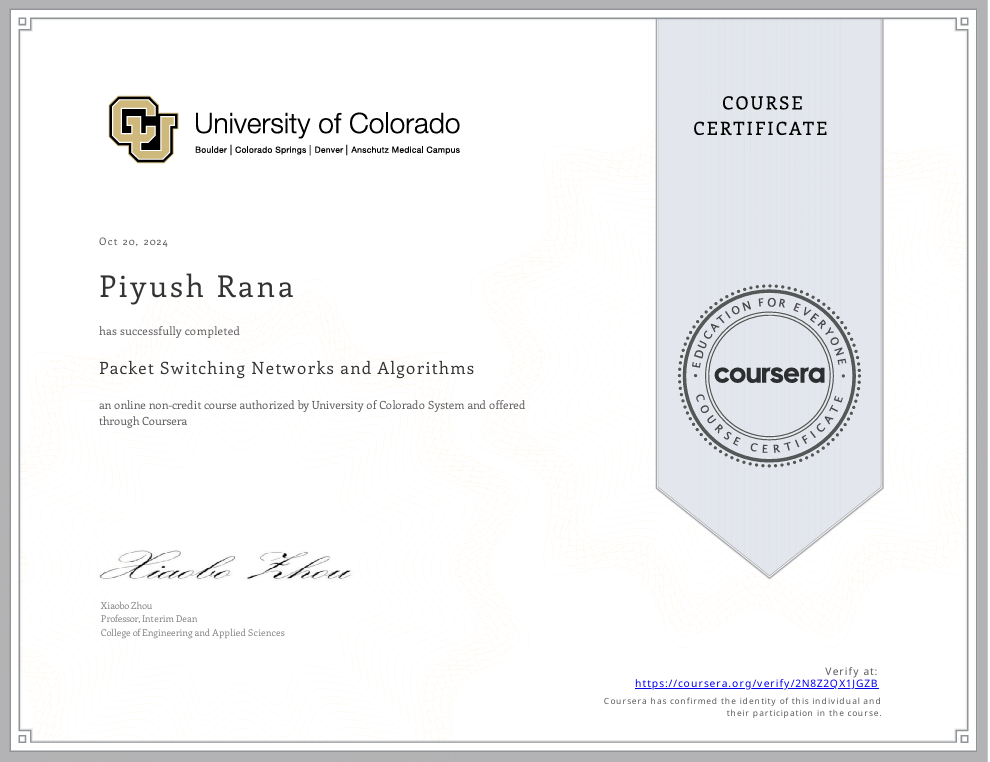 University of Colorado
Boulder | Colorado Springs | Denver | Anschutz Medical Campus
COURSE
CERTIFICATE
Oct 20, 2024
Piyush Rana
has successfully completed
Packet Switching Networks and Algorithms
an online non-credit course authorized by University of Colorado System and offered
through Coursera
EDUCATION FOR EVERYONE
coursera
COURSE CERTIFICATE
Xiaobo Zhou
Xiaobo Zhou
Professor, Interim Dean
College of Engineering and Applied Sciences
Verify at:
https://coursera.org/verify/2N8Z2QX1JGZB
Coursera has confirmed the identity of this individual and
their participation in the course.